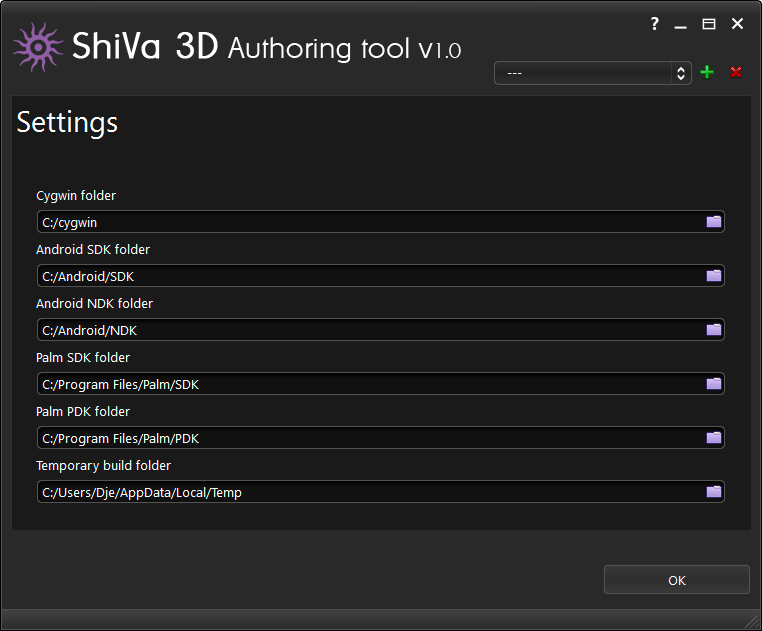 ?
ShiVa 3D Authoring tool v1.0
---
Settings
Cygwin folder
C:/cygwin
Android SDK folder
C:/Android/SDK
Android NDK folder
C:/Android/NDK
Palm SDK folder
C:/Program Files/Palm/SDK
Palm PDK folder
C:/Program Files/Palm/PDK
Temporary build folder
C:/Users/Dje/AppData/Local/Temp
OK